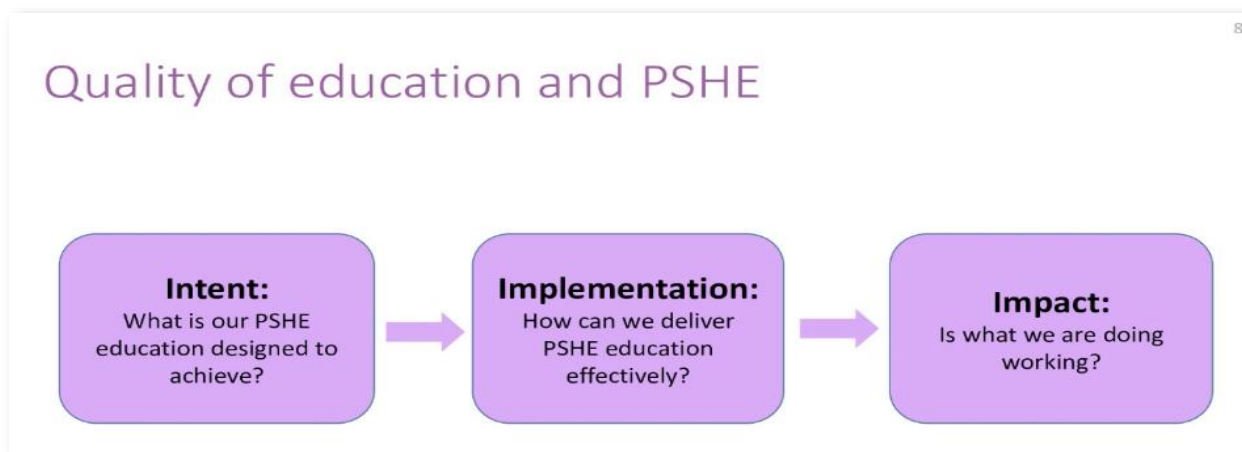 8
Quality of education and PSHE
Intent:
What is our PSHE
education designed to
achieve?
Implementation:
How can we deliver
PSHE education
effectively?
Impact:
Is what we are doing
working?